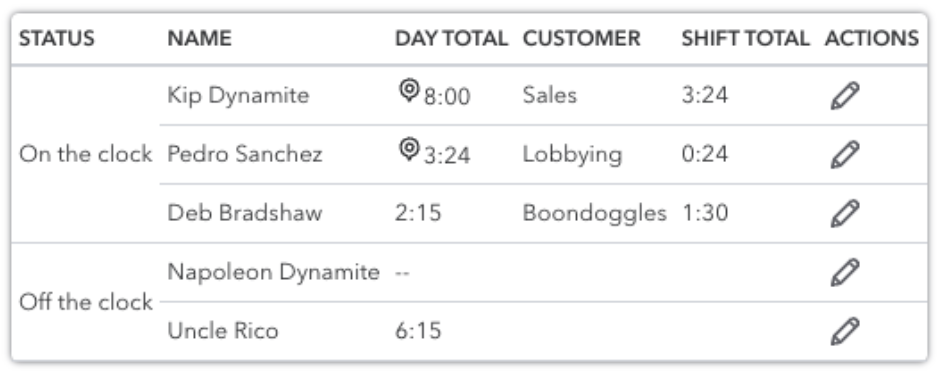 STATUS NAME DAY TOTAL CUSTOMER SHIFT TOTAL ACTIONS
Kip Dynamite 8:00 Sales 3:24
On the clock Pedro Sanchez 3:24 Lobbying 0:24
Deb Bradshaw 2:15 Boondoggles 1:30
Napoleon Dynamite --
Off the clock
Uncle Rico 6:15